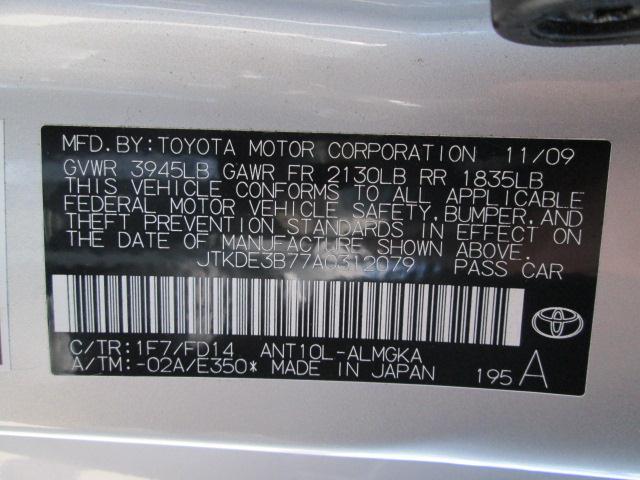 MFD.BY:TOYOTA MOTOR CORPORATION 11/09
GVWR 3945LB GAWR FR 2130LB RR 1835LB
THIS VEHICLE CONFORMS TO ALL APPLICABLE
FEDERAL MOTOR VEHICLE SAFETY,BUMPER,AND
THEFT PREVENTION STANDARDS IN EFFECT ON
THE DATE OF MANUFACTURE SHOWN ABOVE.
JTKDE3B77A0312079 PASS CAR
C/TR:1F7/FD14 ANT10L-ALMGKA
A/TM:-02A/E350* MADE IN JAPAN 195 A